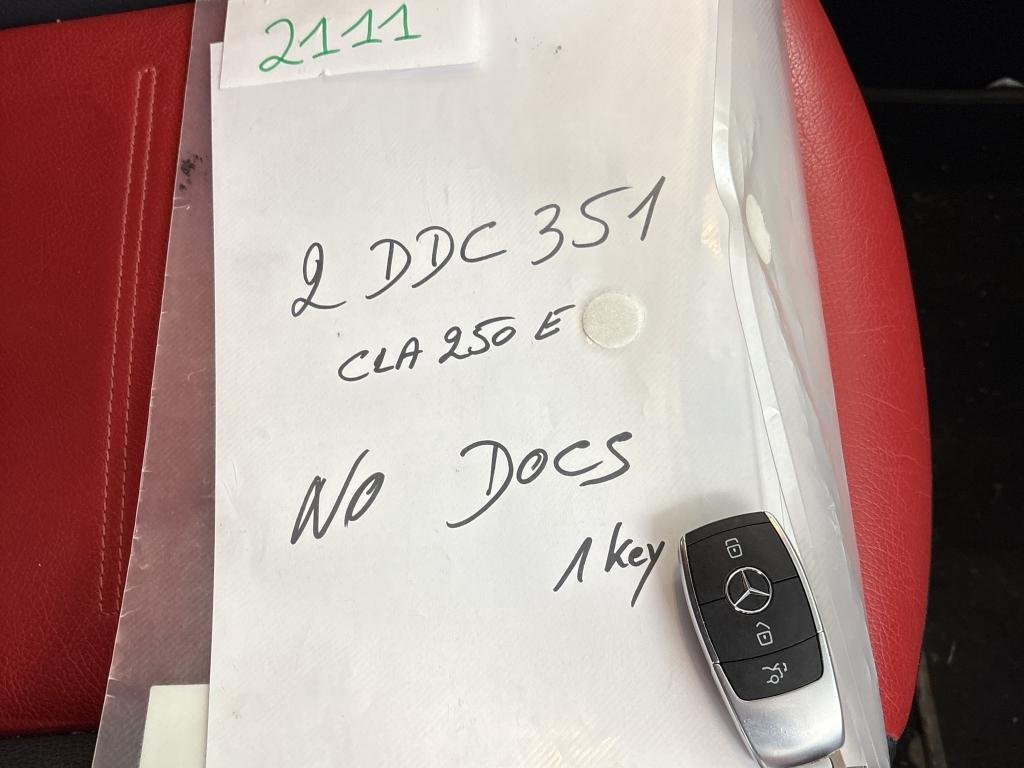 2111
2 DDC 351
CLA 250 E
NO DOCS
1 key